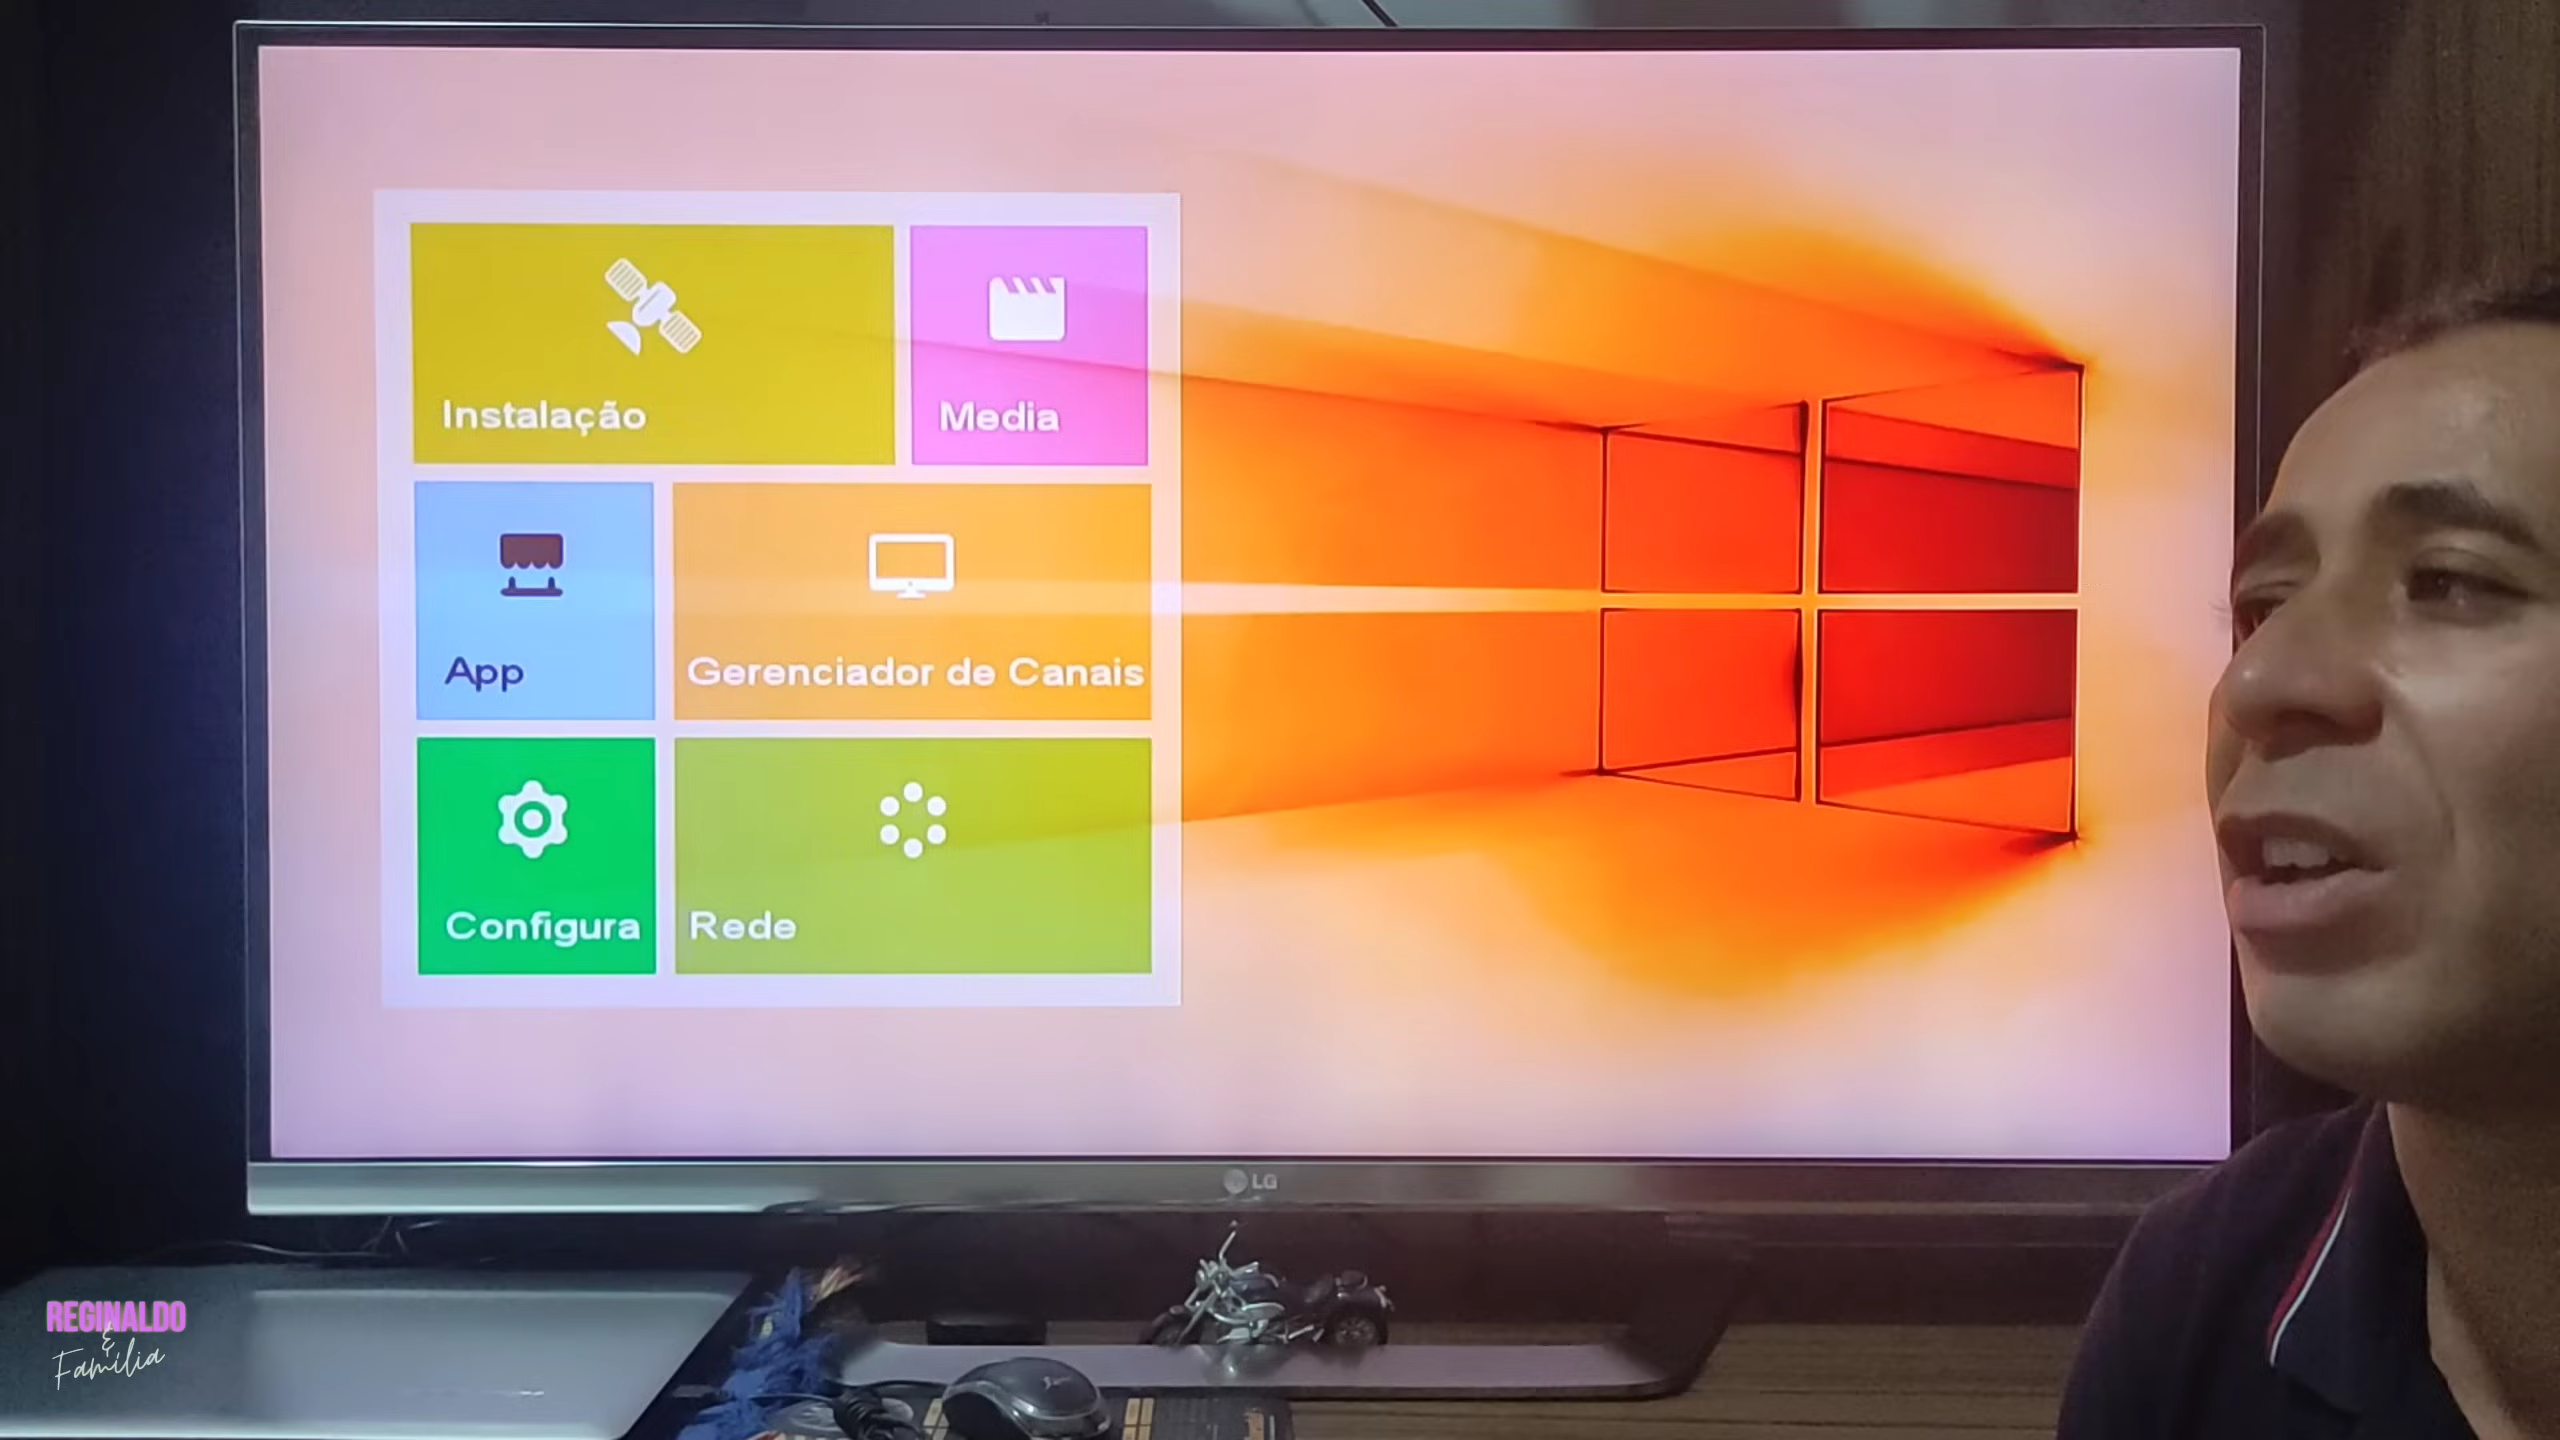 Instalação
Media
App
Gerenciador de Canais
Configura
Rede
LG
REGINALDO
&
Família